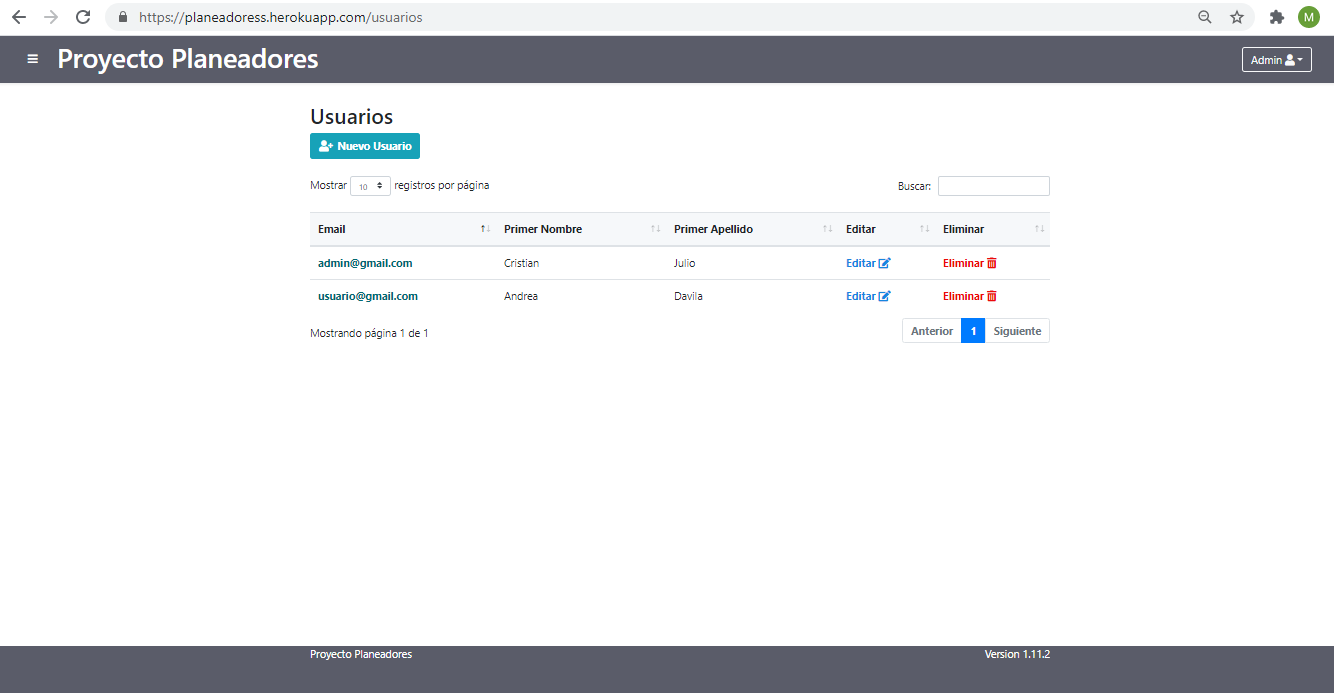 https://planeadoress.herokuapp.com/usuarios
M
Proyecto Planeadores
Admin
Usuarios
Nuevo Usuario
Mostrar 10 registros por página
Buscar:
Email Primer Nombre Primer Apellido Editar Eliminar
admin@gmail.com Cristian Julio Editar Eliminar
usuario@gmail.com Andrea Davila Editar Eliminar
Mostrando página 1 de 1
Anterior 1 Siguiente
Proyecto Planeadores
Version 1.11.2